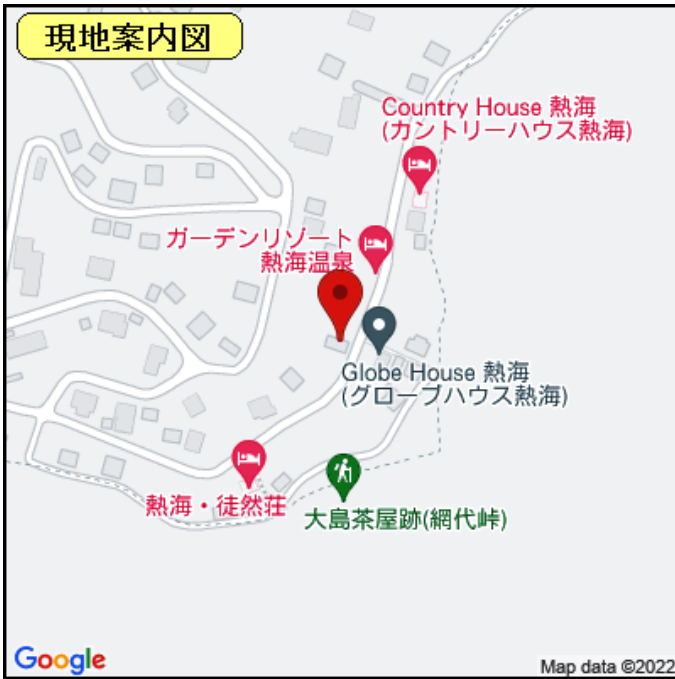 現地案内図
Country House 熱海
(カントリーハウス熱海)
ガーデンリゾート
熱海温泉
Globe House 熱海
(グローブハウス熱海)
熱海・徒然荘
大島茶屋跡(網代峠)
Google
Map data ©2022